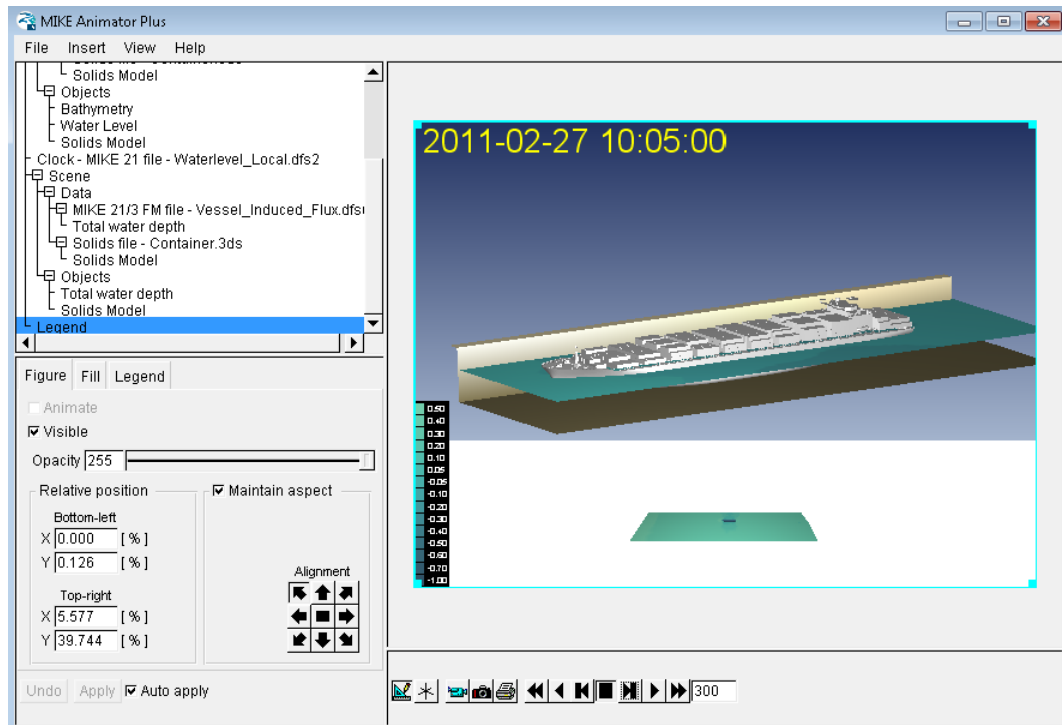 MIKE Animator Plus
File Insert View Help
Solids Model
Objects
Bathymetry
Water Level
Solids Model
Clock - MIKE 21 file - Waterlevel_Local.dfs2
Scene
Data
MIKE 21/3 FM file - Vessel_Induced_Flux.dfs
Total water depth
Solids file - Container.3ds
Solids Model
Objects
Total water depth
Solids Model
Legend
Figure Fill Legend
Animate
Visible
Opacity 255
Relative position
Maintain aspect
Bottom-left
X 0.000 [ % ]
Y 0.126 [ % ]
Top-right
X 5.577 [ % ]
Y 39.744 [ % ]
Alignment
Undo Apply Auto apply
2011-02-27 10:05:00
0.50
0.40
0.30
0.20
0.10
0.05
-0.05
-0.10
-0.20
-0.30
-0.40
-0.50
-0.60
-0.70
-1.00
300